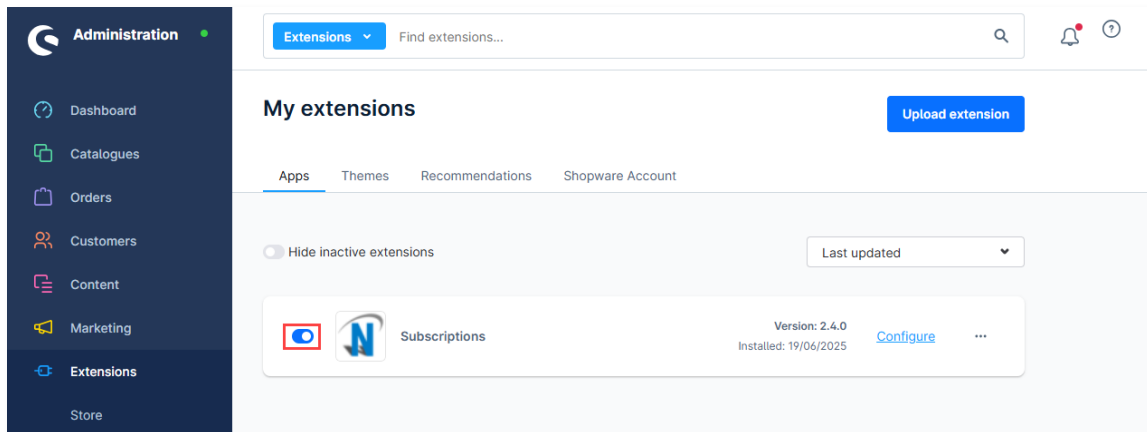 Administration
Extensions
Find extensions...
Dashboard
Catalogues
Orders
Customers
Content
Marketing
Extensions
Store
My extensions
Upload extension
Apps
Themes
Recommendations
Shopware Account
Hide inactive extensions
Last updated
N
Subscriptions
Version: 2.4.0
Installed: 19/06/2025
Configure